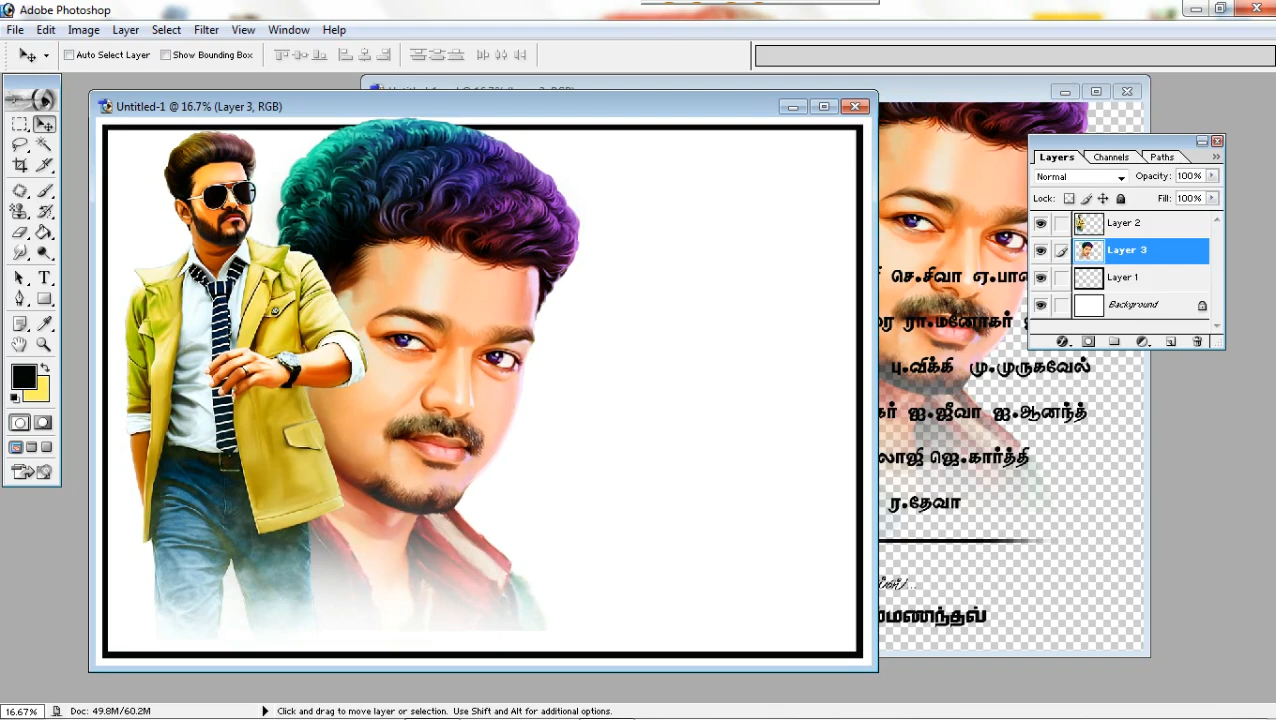 Adobe Photoshop
File Edit Image Layer Select Filter View Window Help
Auto Select Layer Show Bounding Box
Untitled-1 @ 16.7% (Layer 3, RGB)
Layers Channels Paths
Normal Opacity: 100%
Lock: Fill: 100%
Layer 2
Layer 3
Layer 1
Background
செ.சிவா
ரா.மனோகர்
பு.விக்கி மு.முருகவேல்
ஐ.ஜீவா ஐ.ஆனந்த்
ஜெ.கார்த்தி
ர.தேவா
16.67% Doc: 49.8M/60.2M Click and drag to move layer or selection. Use Shift and Alt for additional options.